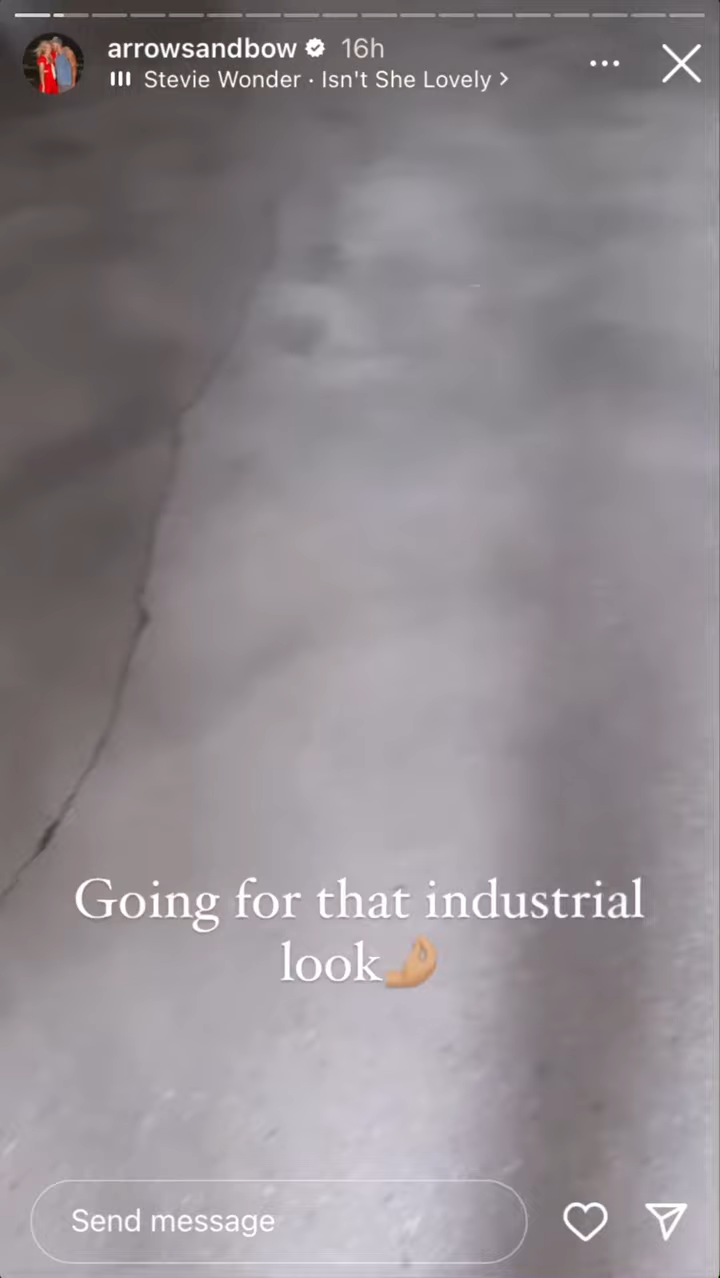 arrowsandbow 16h
Stevie Wonder · Isn't She Lovely >
Going for that industrial
look🤌🏼
Send message